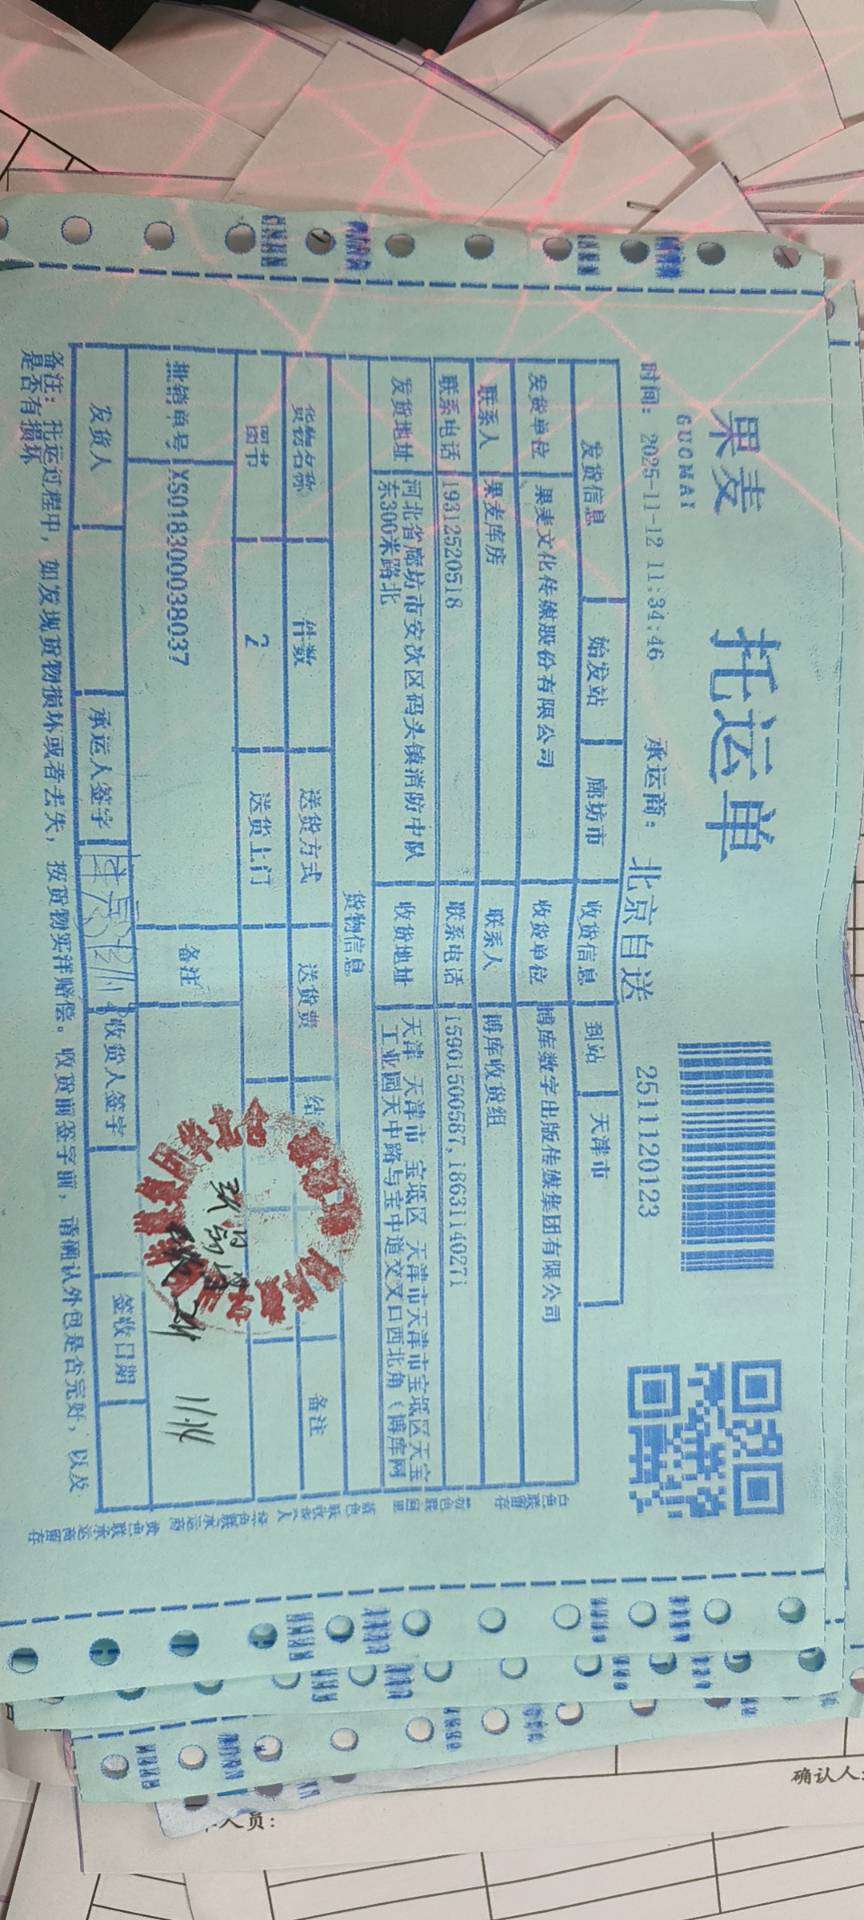 果麦
GUOMAI
托运单
时间: 2025-11-12 11:34:46 承运商: 北京自送 2511120123
发货信息 始发站 廊坊市 收货信息 到站 天津市
发货单位 果麦文化传媒股份有限公司 收货单位 博库数字出版传媒集团有限公司
联系人 果麦库房 联系人 博库收货组
联系电话 19312520518 联系电话 15901500587,18631140271
发货地址 河北省廊坊市安次区码头镇消防中队东300米路北 收货地址 天津 天津市 宝坻区 天津市天津市宝坻区天宝工业园天中路与宝中道交叉口西北角(博库网
货物信息
货物名称 件数 送货方式 送货费 结 备注
图书 2 送货上门
批销单号 XS018300038037 备注
11.14
发货人 承运人签字 收货人签字 签收日期
备注: 托运过程中, 如发现货物损坏或者丢失, 按货物实洋赔偿。收货前签字前, 请确认外包是否完好, 以及
是否有损坏
确认人:
人员: